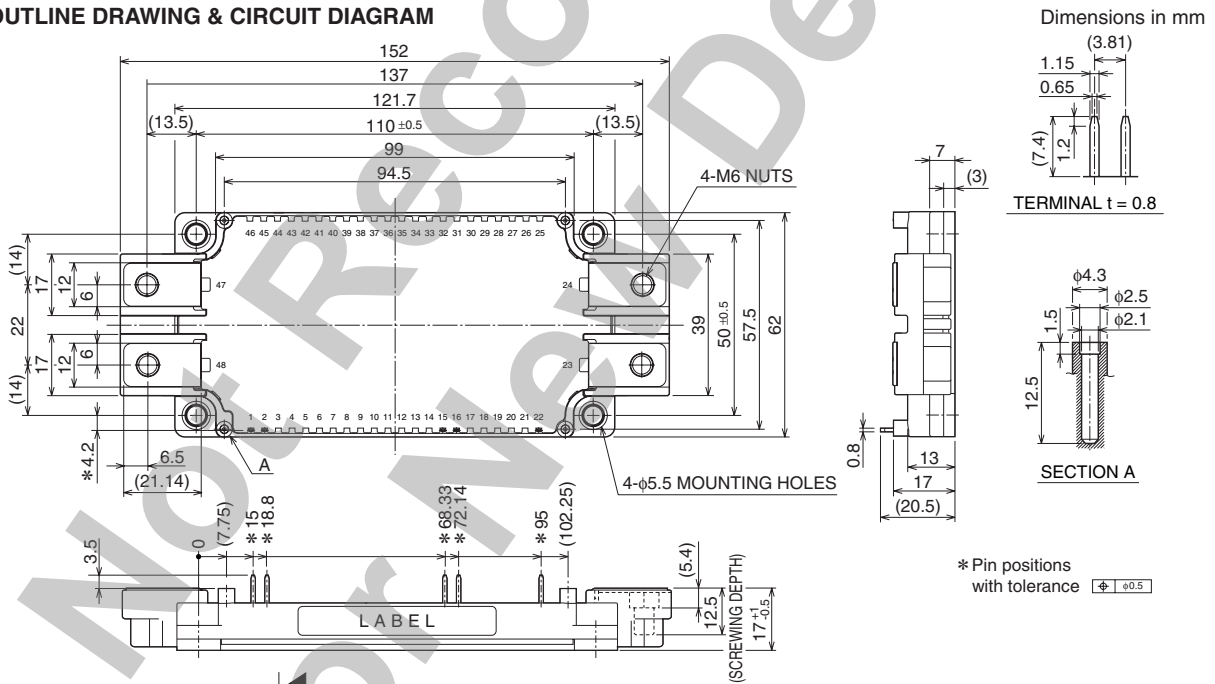 OUTLINE DRAWING & CIRCUIT DIAGRAM
Dimensions in mm
152
137
121.7
(13.5)
110 ±0.5
(13.5)
99
94.5
4-M6 NUTS
46 45 44 43 42 41 40 39 38 37 36 35 34 33 32 31 30 29 28 27 26 25
47
24
48
23
1 2 3 4 5 6 7 8 9 10 11 12 13 14 15 16 17 18 19 20 21 22
(14)
17
12
6
22
17
12
6
(14)
39
50 ±0.5
57.5
62
*4.2
6.5
(21.14)
A
4-ϕ5.5 MOUNTING HOLES
3.5
0
(7.75)
*15
*18.8
*68.33
*72.14
*95
(102.25)
LABEL
(5.4)
12.5
(SCREWING DEPTH)
17 +1 -0.5
7
(3)
0.8
13
17
(20.5)
(3.81)
1.15
0.65
(7.4)
1.2
TERMINAL t = 0.8
ϕ4.3
ϕ2.5
ϕ2.1
1.5
12.5
SECTION A
*Pin positions
with tolerance ⌖ ϕ0.5
Not Reco
or New De